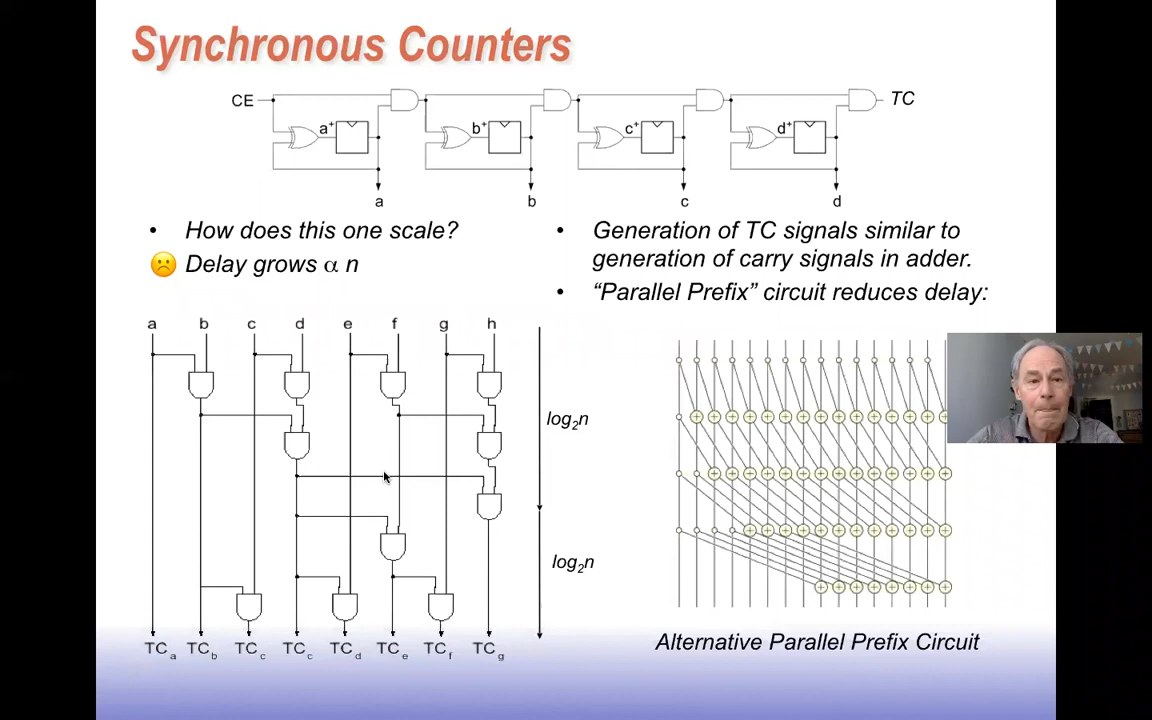 Synchronous Counters
CE
TC
a⁺
b⁺
c⁺
d⁺
a
b
c
d
• How does this one scale?
☹️ Delay grows α n
• Generation of TC signals similar to
generation of carry signals in adder.
• “Parallel Prefix” circuit reduces delay:
a b c d e f g h
log₂n
log₂n
TCa TCb TCc TCc TCd TCe TCf TCg
Alternative Parallel Prefix Circuit